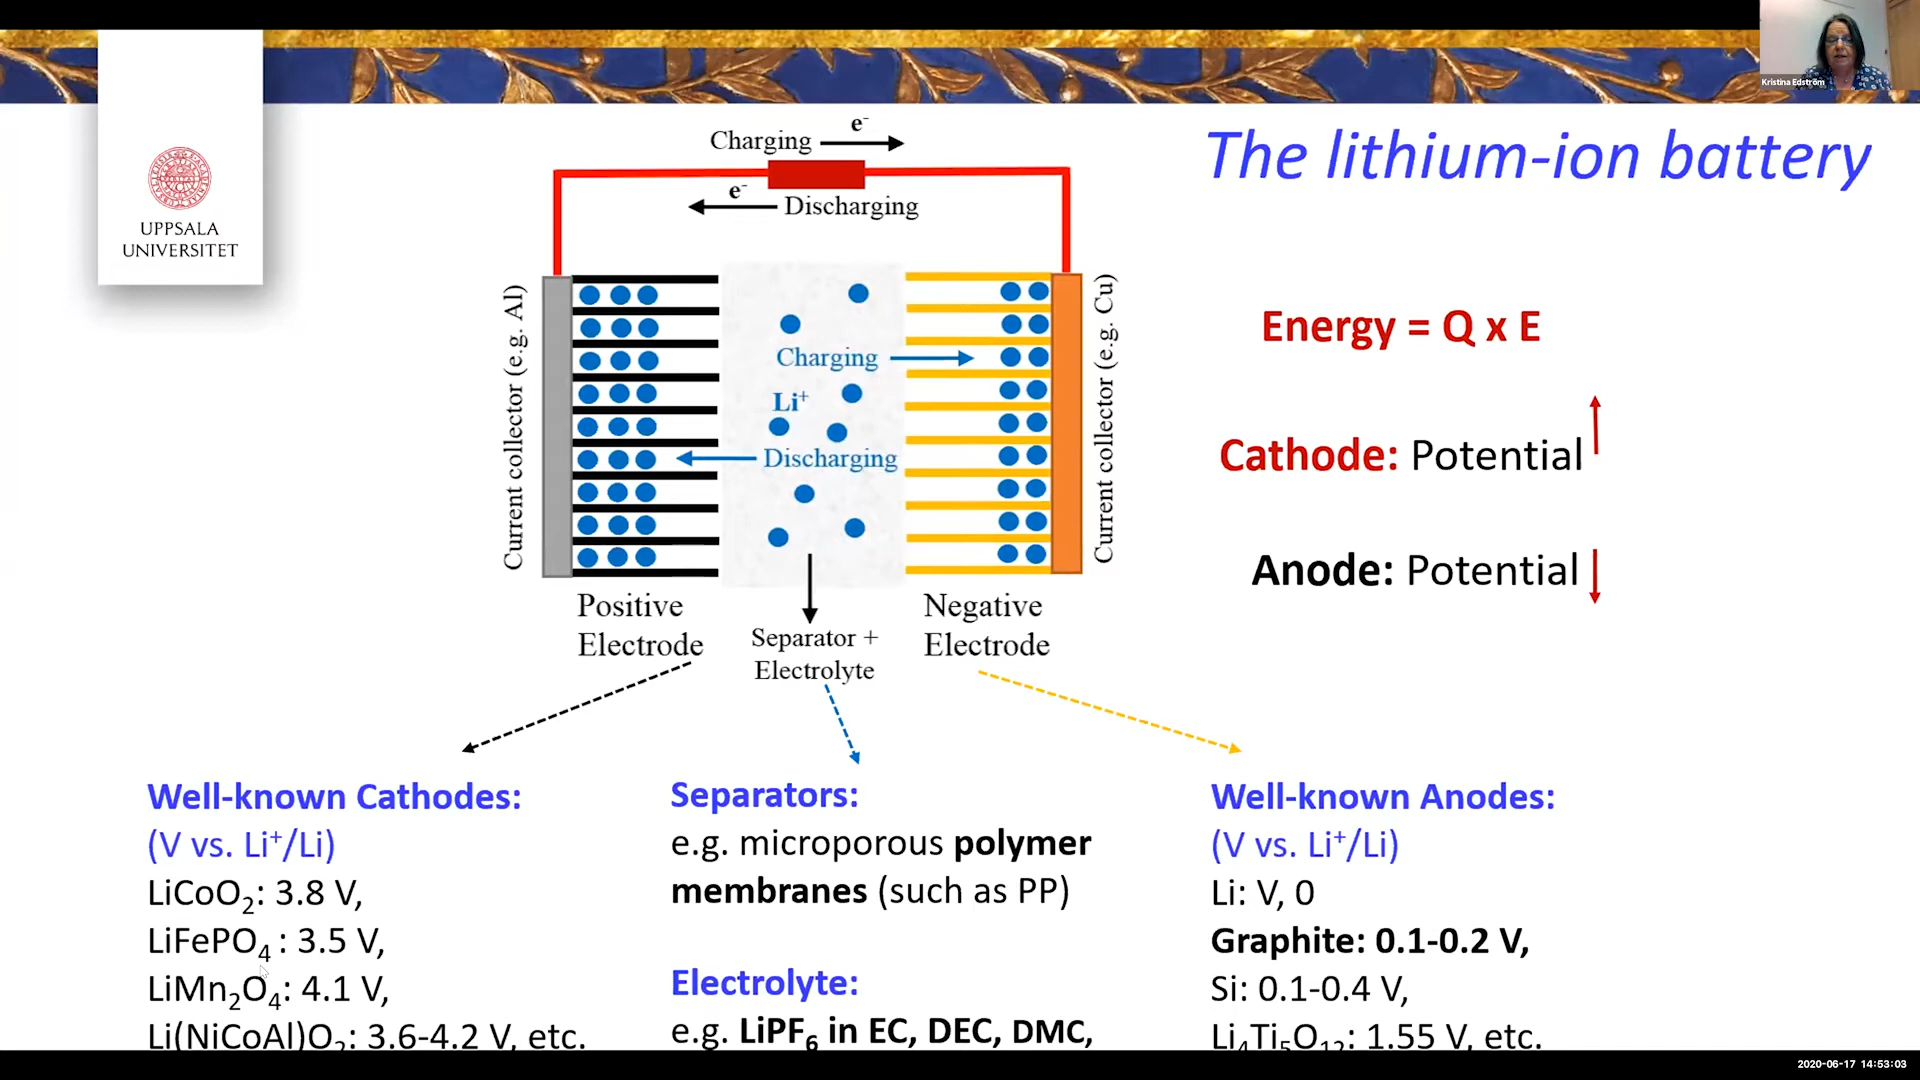 Kristina Edström
UPPSALA
UNIVERSITET
The lithium-ion battery
Charging e⁻
e⁻
Discharging
Current collector (e.g. Al)
Charging
Li⁺
Discharging
Current collector (e.g. Cu)
Positive
Electrode
Separator +
Electrolyte
Negative
Electrode
Energy = Q x E
Cathode: Potential
Anode: Potential
Well-known Cathodes:
(V vs. Li⁺/Li)
LiCoO₂: 3.8 V,
LiFePO₄ : 3.5 V,
LiMn₂O₄: 4.1 V,
Li(NiCoAl)O₂: 3.6-4.2 V, etc.
Separators:
e.g. microporous polymer
membranes (such as PP)
Electrolyte:
e.g. LiPF₆ in EC, DEC, DMC,
Well-known Anodes:
(V vs. Li⁺/Li)
Li: V, 0
Graphite: 0.1-0.2 V,
Si: 0.1-0.4 V,
Li₄Ti₅O₁₂: 1.55 V, etc.
2020-06-17 14:53:03